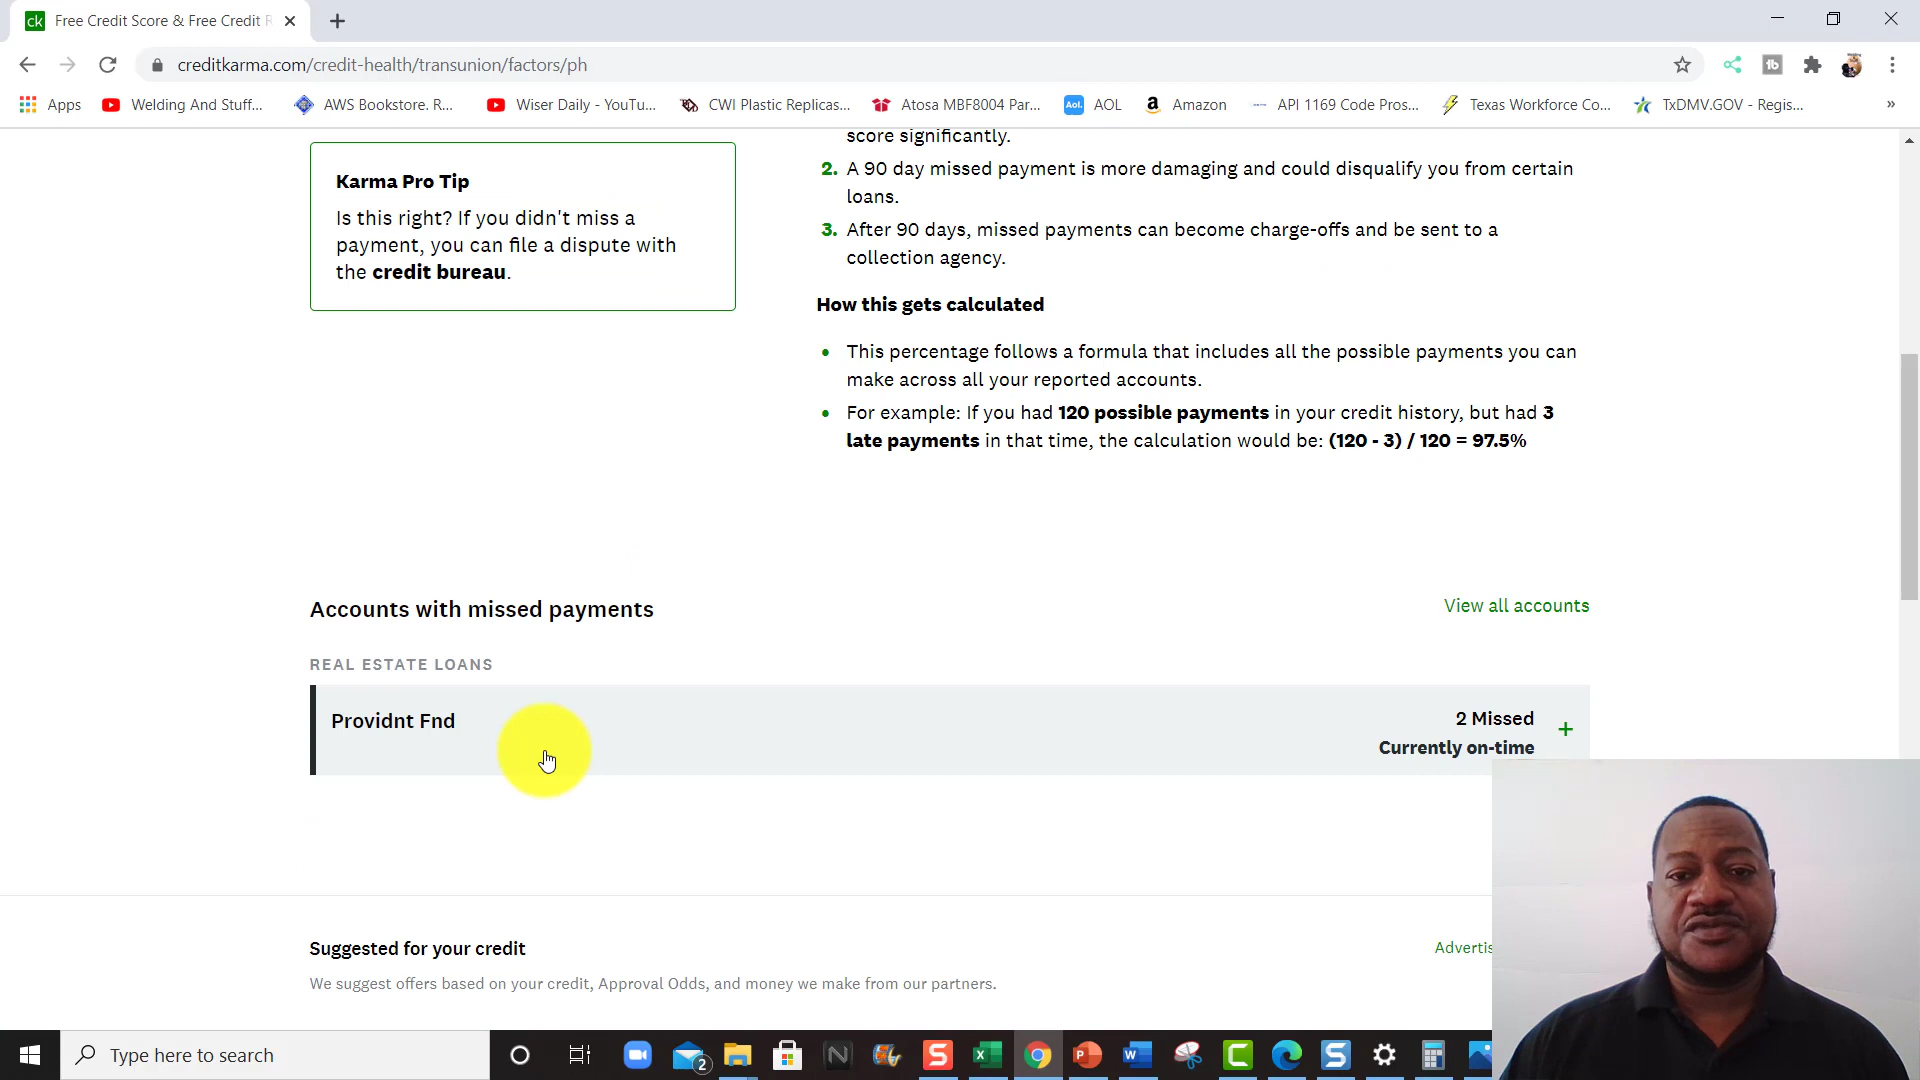 ck Free Credit Score & Free Credit R
creditkarma.com/credit-health/transunion/factors/ph
Apps Welding And Stuff... AWS Bookstore. R... Wiser Daily - YouTu... CWI Plastic Replicas... Atosa MBF8004 Par... Aol. AOL Amazon API 1169 Code Pros... Texas Workforce Co... TxDMV.GOV - Regis... »
score significantly.
2. A 90 day missed payment is more damaging and could disqualify you from certain
loans.
3. After 90 days, missed payments can become charge-offs and be sent to a
collection agency.
Karma Pro Tip
Is this right? If you didn't miss a
payment, you can file a dispute with
the credit bureau.
How this gets calculated
• This percentage follows a formula that includes all the possible payments you can
make across all your reported accounts.
• For example: If you had 120 possible payments in your credit history, but had 3
late payments in that time, the calculation would be: (120 - 3) / 120 = 97.5%
Accounts with missed payments
View all accounts
REAL ESTATE LOANS
Providnt Fnd
2 Missed
+
Currently on-time
Suggested for your credit
Advertis
We suggest offers based on your credit, Approval Odds, and money we make from our partners.
Type here to search
2